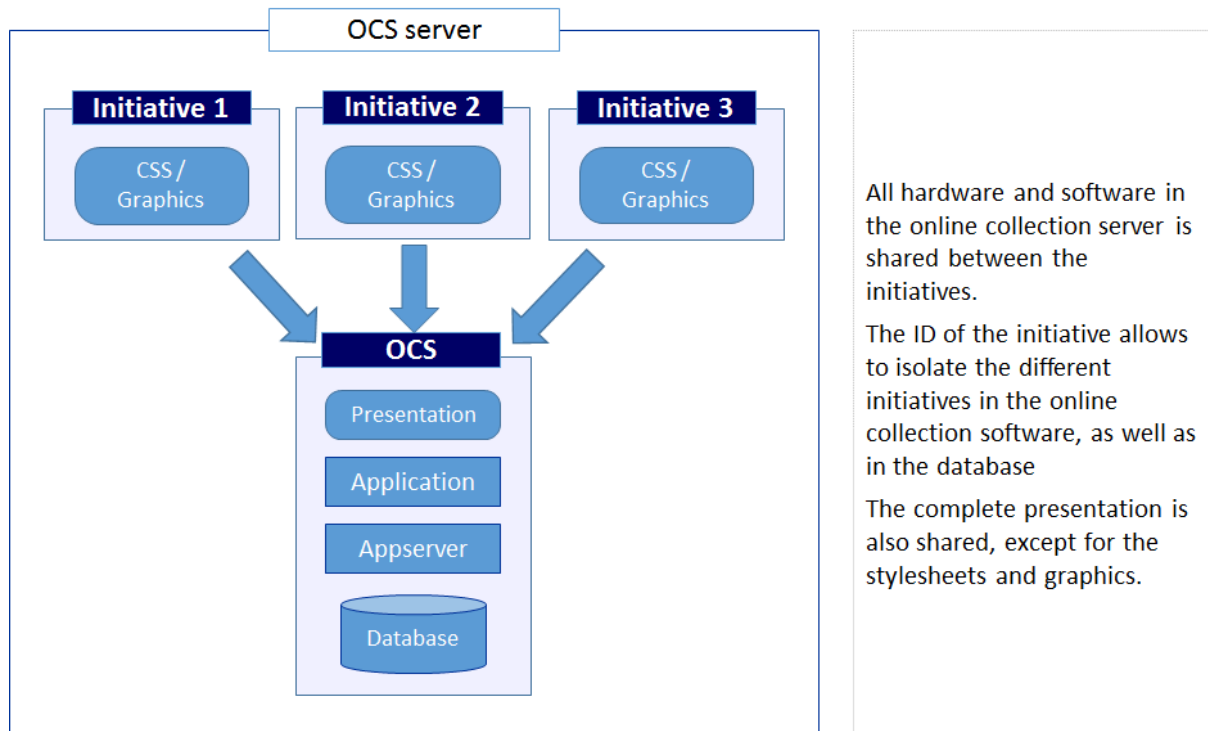 OCS server
Initiative 1
CSS /
Graphics
Initiative 2
CSS /
Graphics
Initiative 3
CSS /
Graphics
OCS
Presentation
Application
Appserver
Database
All hardware and software in
the online collection server is
shared between the
initiatives.
The ID of the initiative allows
to isolate the different
initiatives in the online
collection software, as well as
in the database
The complete presentation is
also shared, except for the
stylesheets and graphics.